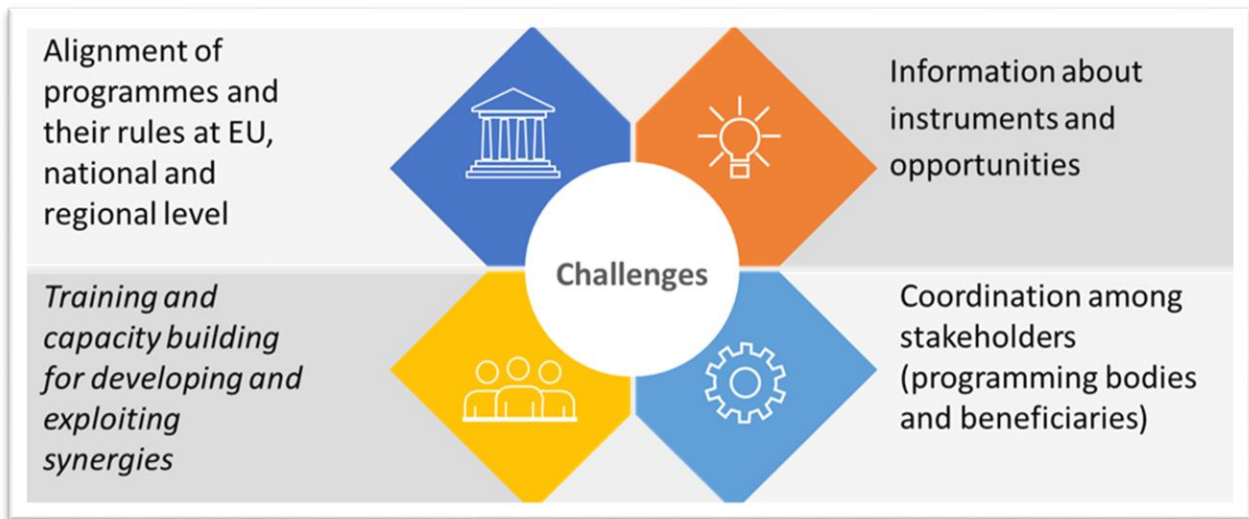 Alignment of
programmes and
their rules at EU,
national and
regional level
Information about
instruments and
opportunities
Challenges
Training and
capacity building
for developing and
exploiting
synergies
Coordination among
stakeholders
(programming bodies
and beneficiaries)